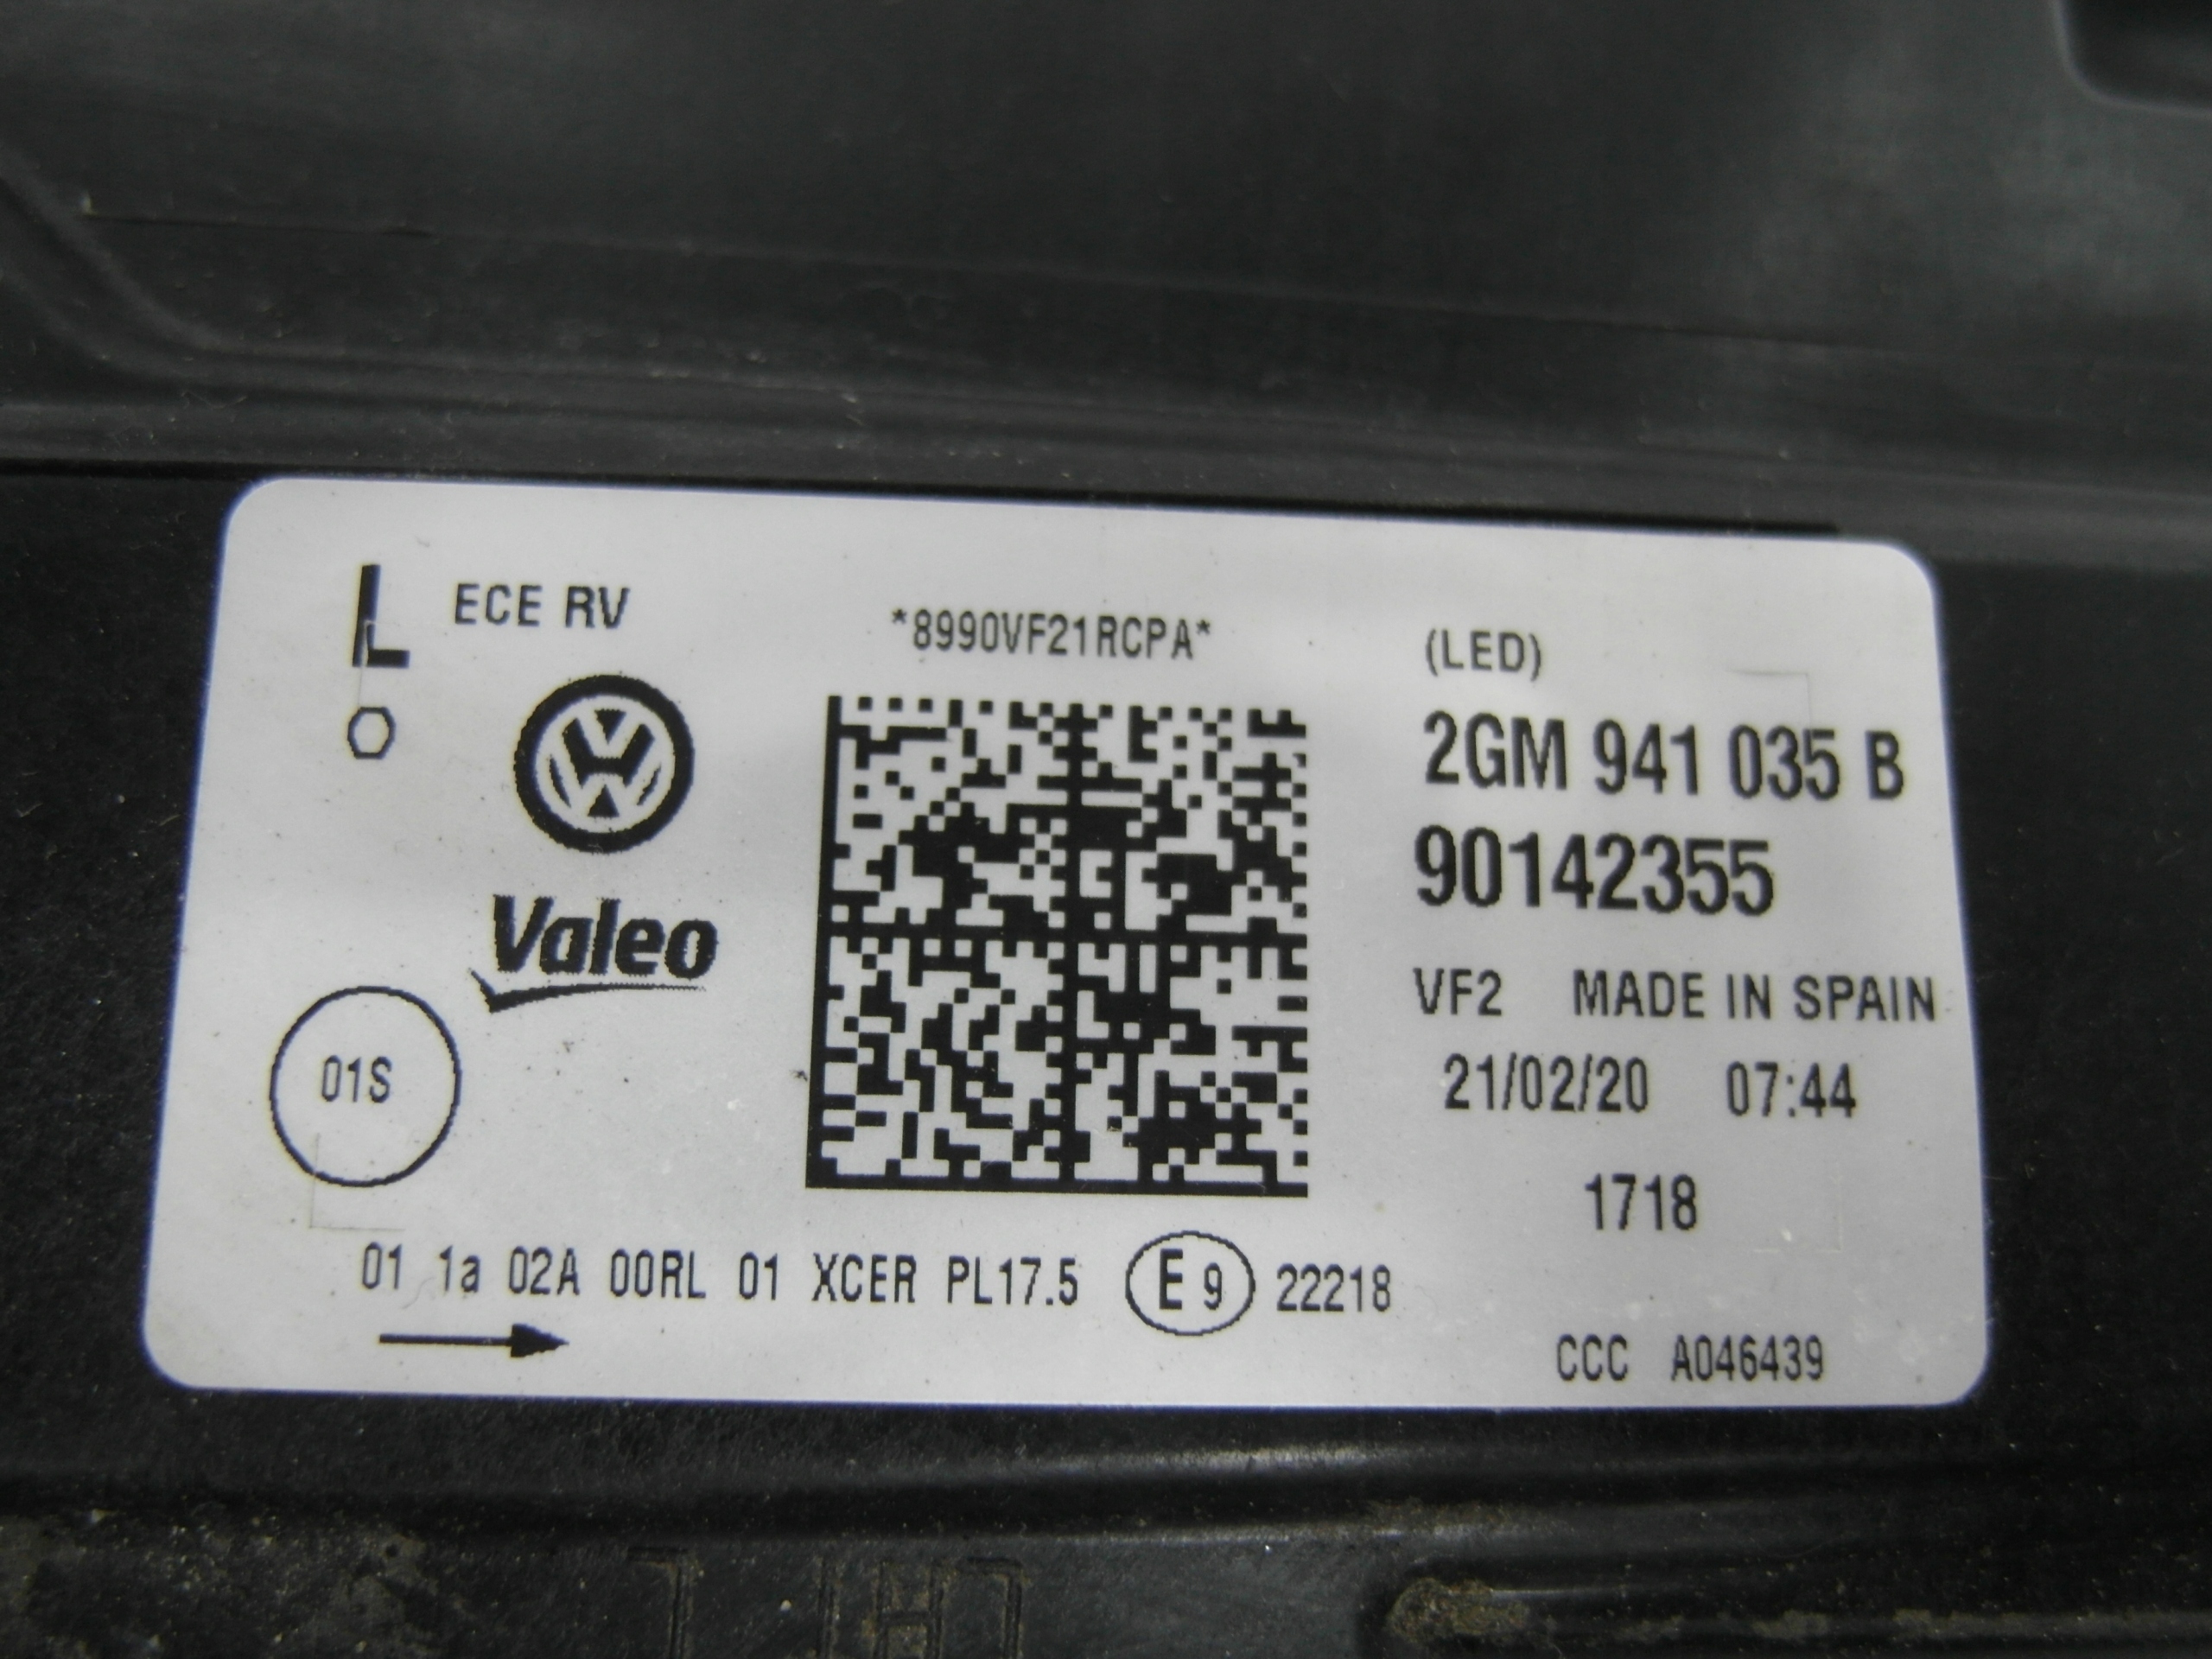 L ECE RV
*8990VF21RCPA*
(LED)
2GM 941 035 B
90142355
Valeo
VF2 MADE IN SPAIN
01S
21/02/20 07:44
1718
01 1a 02A 00RL 01 XCER PL17.5 E 9 22218
CCC A046439